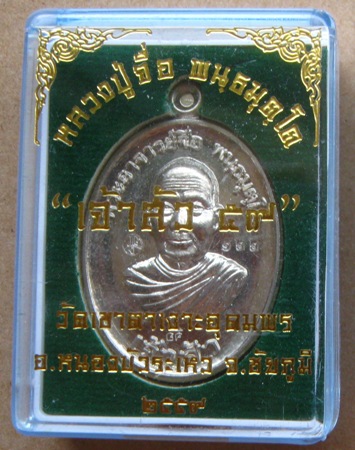 หลวงปู่จื่อ พนฺธมุตฺโต
"เจ้าสัว ๕๙"
วัดเขาตาเงาะอุดมพร
อ.หนองบัวระเหว จ.ชัยภูมิ
๒๕๕๙